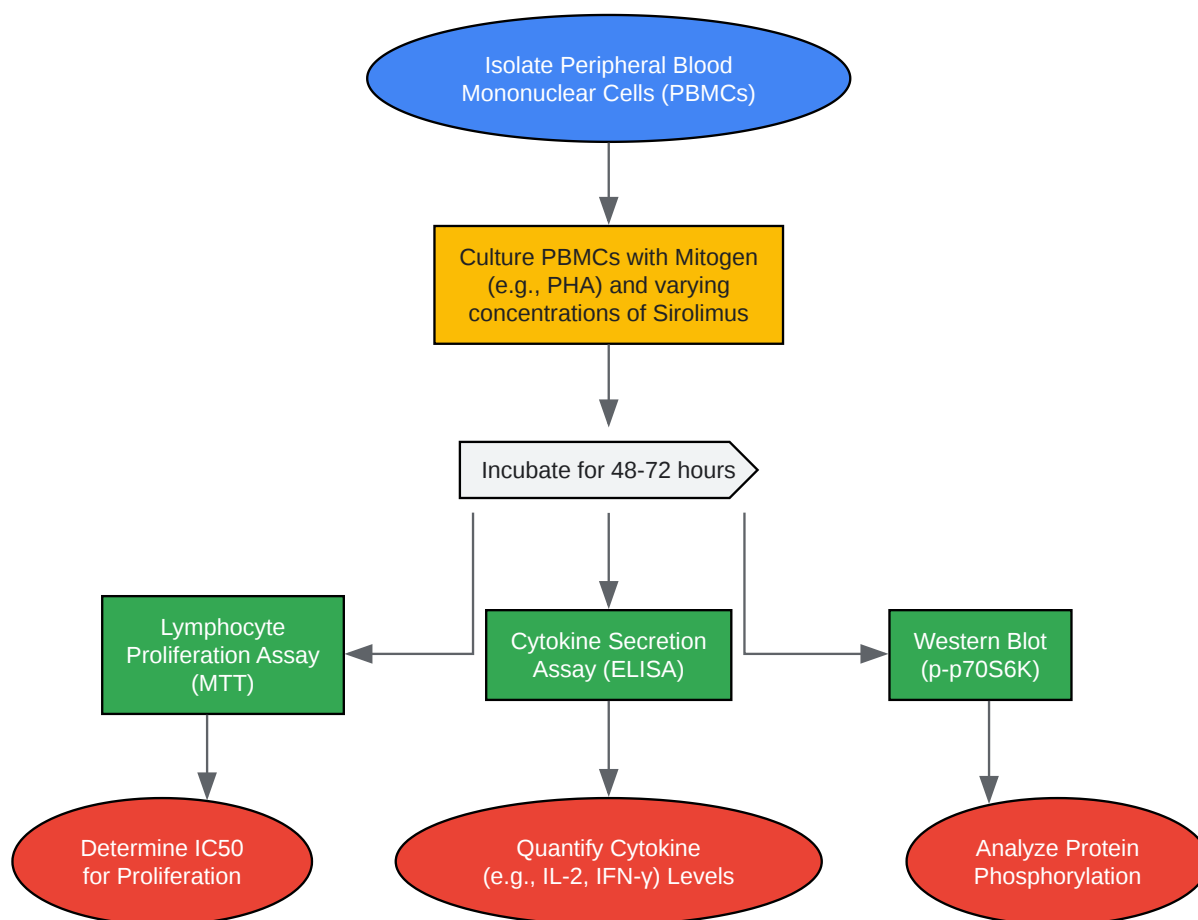 Isolate Peripheral Blood
Mononuclear Cells (PBMCs)
Culture PBMCs with Mitogen
(e.g., PHA) and varying
concentrations of Sirolimus
Incubate for 48-72 hours
Lymphocyte
Proliferation Assay
(MTT)
Cytokine Secretion
Assay (ELISA)
Western Blot
(p-p70S6K)
Determine IC50
for Proliferation
Quantify Cytokine
(e.g., IL-2, IFN-γ) Levels
Analyze Protein
Phosphorylation